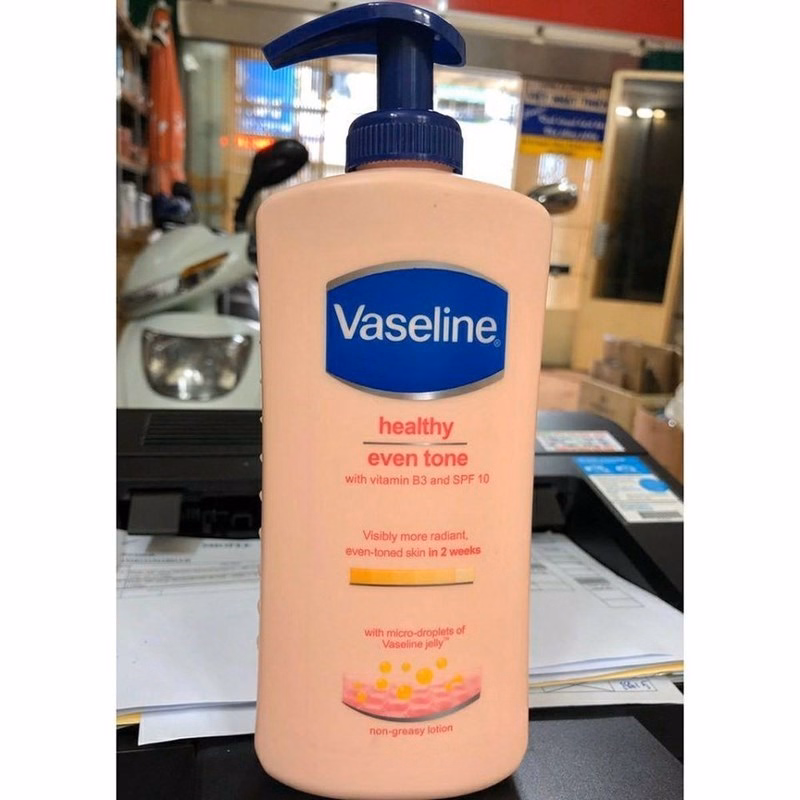 Vaseline®
healthy
even tone
with vitamin B3 and SPF 10
Visibly more radiant,
even-toned skin in 2 weeks
with micro-droplets of
Vaseline jelly™
non-greasy lotion